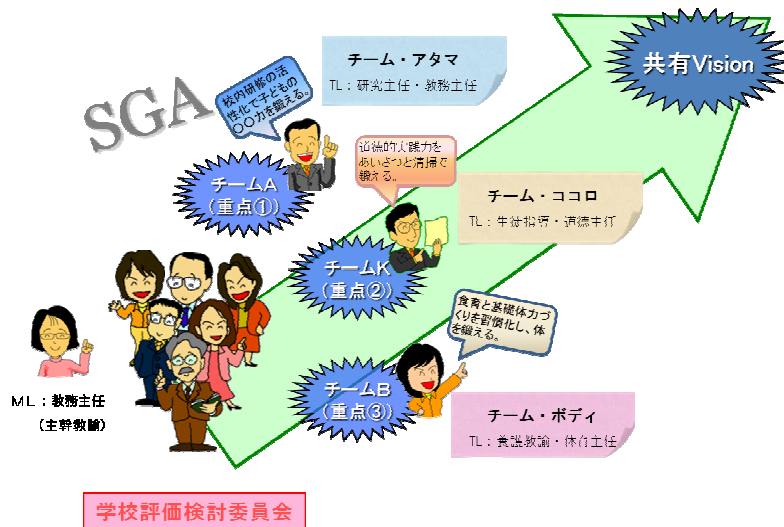 共有Vision
チーム・アタマ
TL：研究主任・教務主任
SGA
校内研修の活
性化で子どもの
〇〇力を鍛える。
チームA
（重点①）
道徳的実践力を
あいさつと清掃で
鍛える。
チーム・ココロ
TL：生徒指導・道徳主任
チームK
（重点②）
食育と基礎体力づ
くりを習慣化し、体
を鍛える。
チームB
（重点③）
チーム・ボディ
TL：養護教諭・体育主任
ML：教務主任
（主幹教諭）
学校評価検討委員会